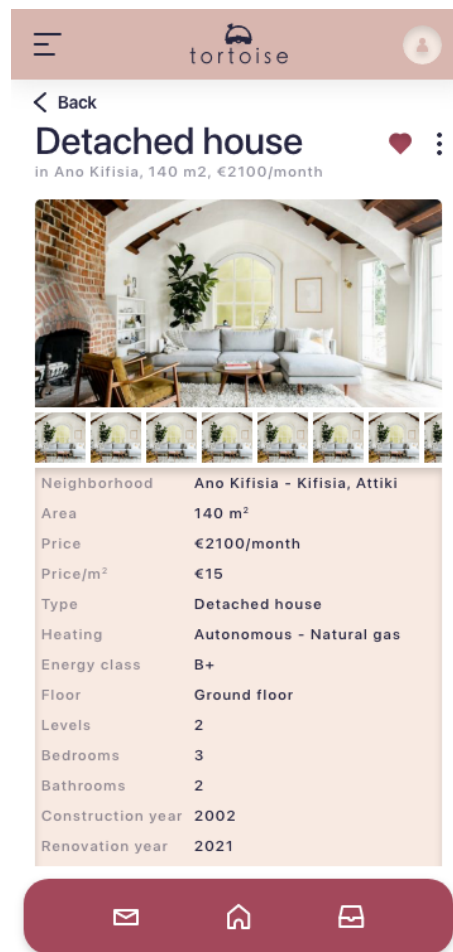 tortoise
Back
Detached house
in Ano Kifisia, 140 m2, €2100/month
Neighborhood Ano Kifisia - Kifisia, Attiki
Area 140 m²
Price €2100/month
Price/m² €15
Type Detached house
Heating Autonomous - Natural gas
Energy class B+
Floor Ground floor
Levels 2
Bedrooms 3
Bathrooms 2
Construction year 2002
Renovation year 2021